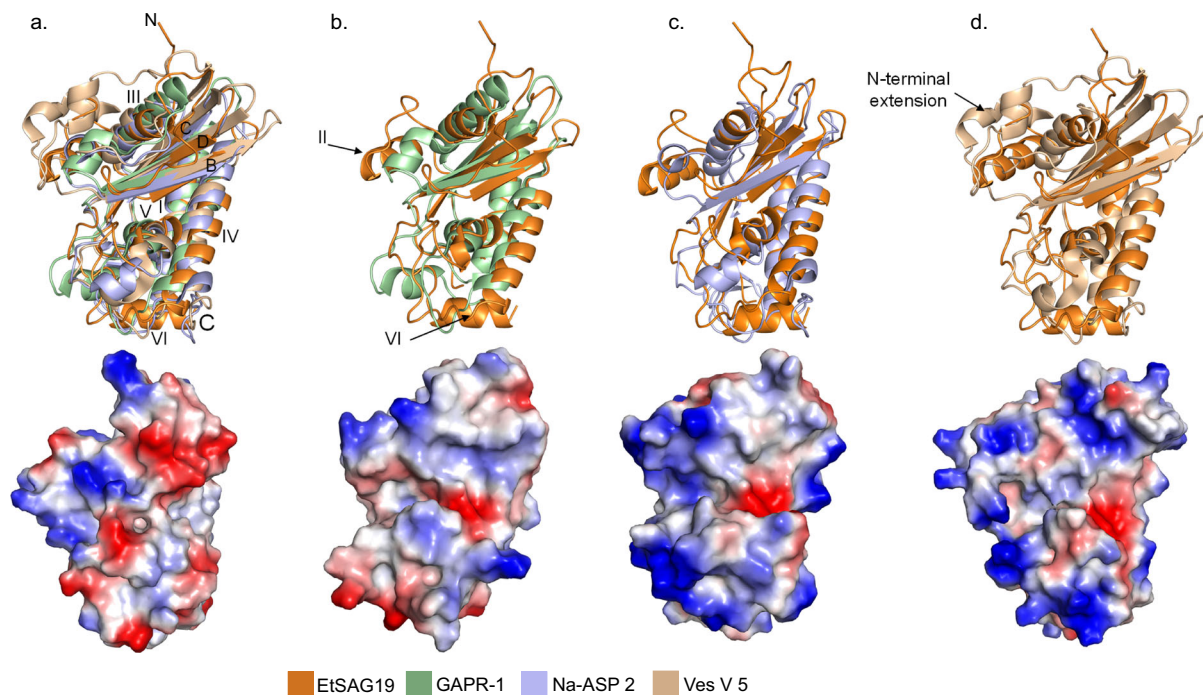 a.
b.
c.
d.
N
III
C
D
B
I
V
IV
VI
C
II
VI
N-terminal
extension
EtSAG19
GAPR-1
Na-ASP 2
Ves V 5